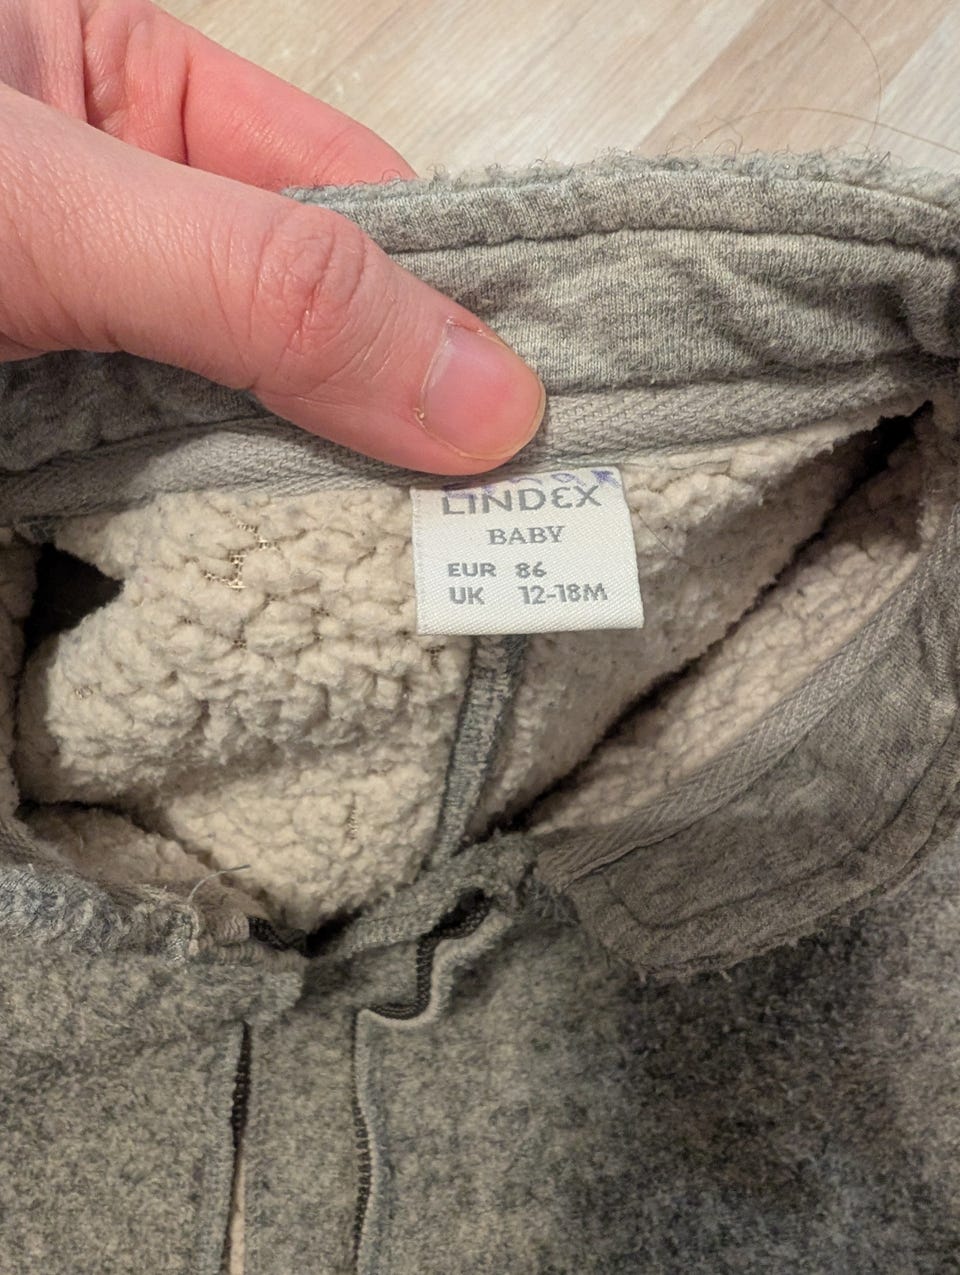 LINDEX
BABY
EUR 86
UK 12-18M